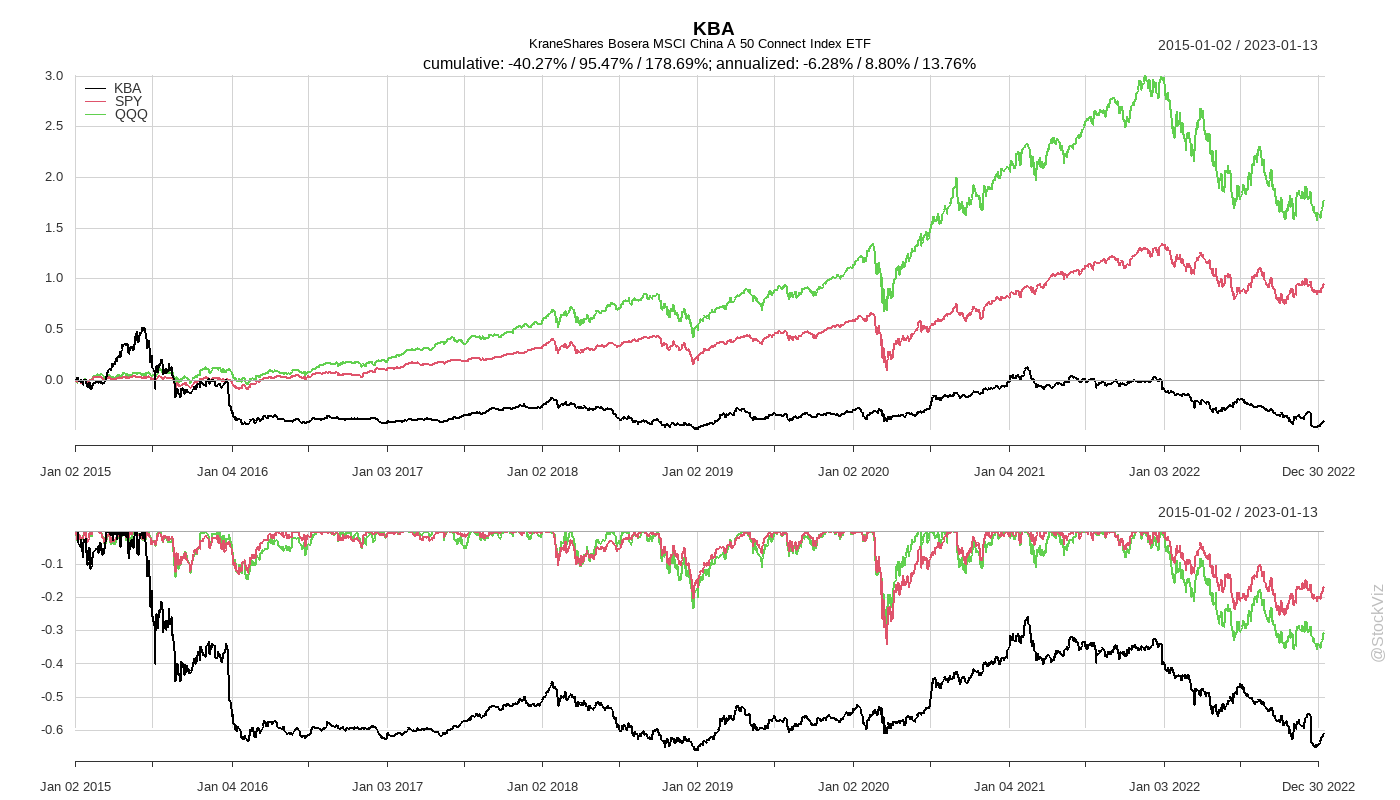 KBA
KraneShares Bosera MSCI China A 50 Connect Index ETF
2015-01-02 / 2023-01-13
cumulative: -40.27% / 95.47% / 178.69%; annualized: -6.28% / 8.80% / 13.76%
3.0
KBA
SPY
QQQ
2.5
2.0
1.5
1.0
0.5
0.0
Jan 02 2015 Jan 04 2016 Jan 03 2017 Jan 02 2018 Jan 02 2019 Jan 02 2020 Jan 04 2021 Jan 03 2022 Dec 30 2022
2015-01-02 / 2023-01-13
-0.1
-0.2
-0.3
-0.4
-0.5
-0.6
@StockViz
Jan 02 2015 Jan 04 2016 Jan 03 2017 Jan 02 2018 Jan 02 2019 Jan 02 2020 Jan 04 2021 Jan 03 2022 Dec 30 2022